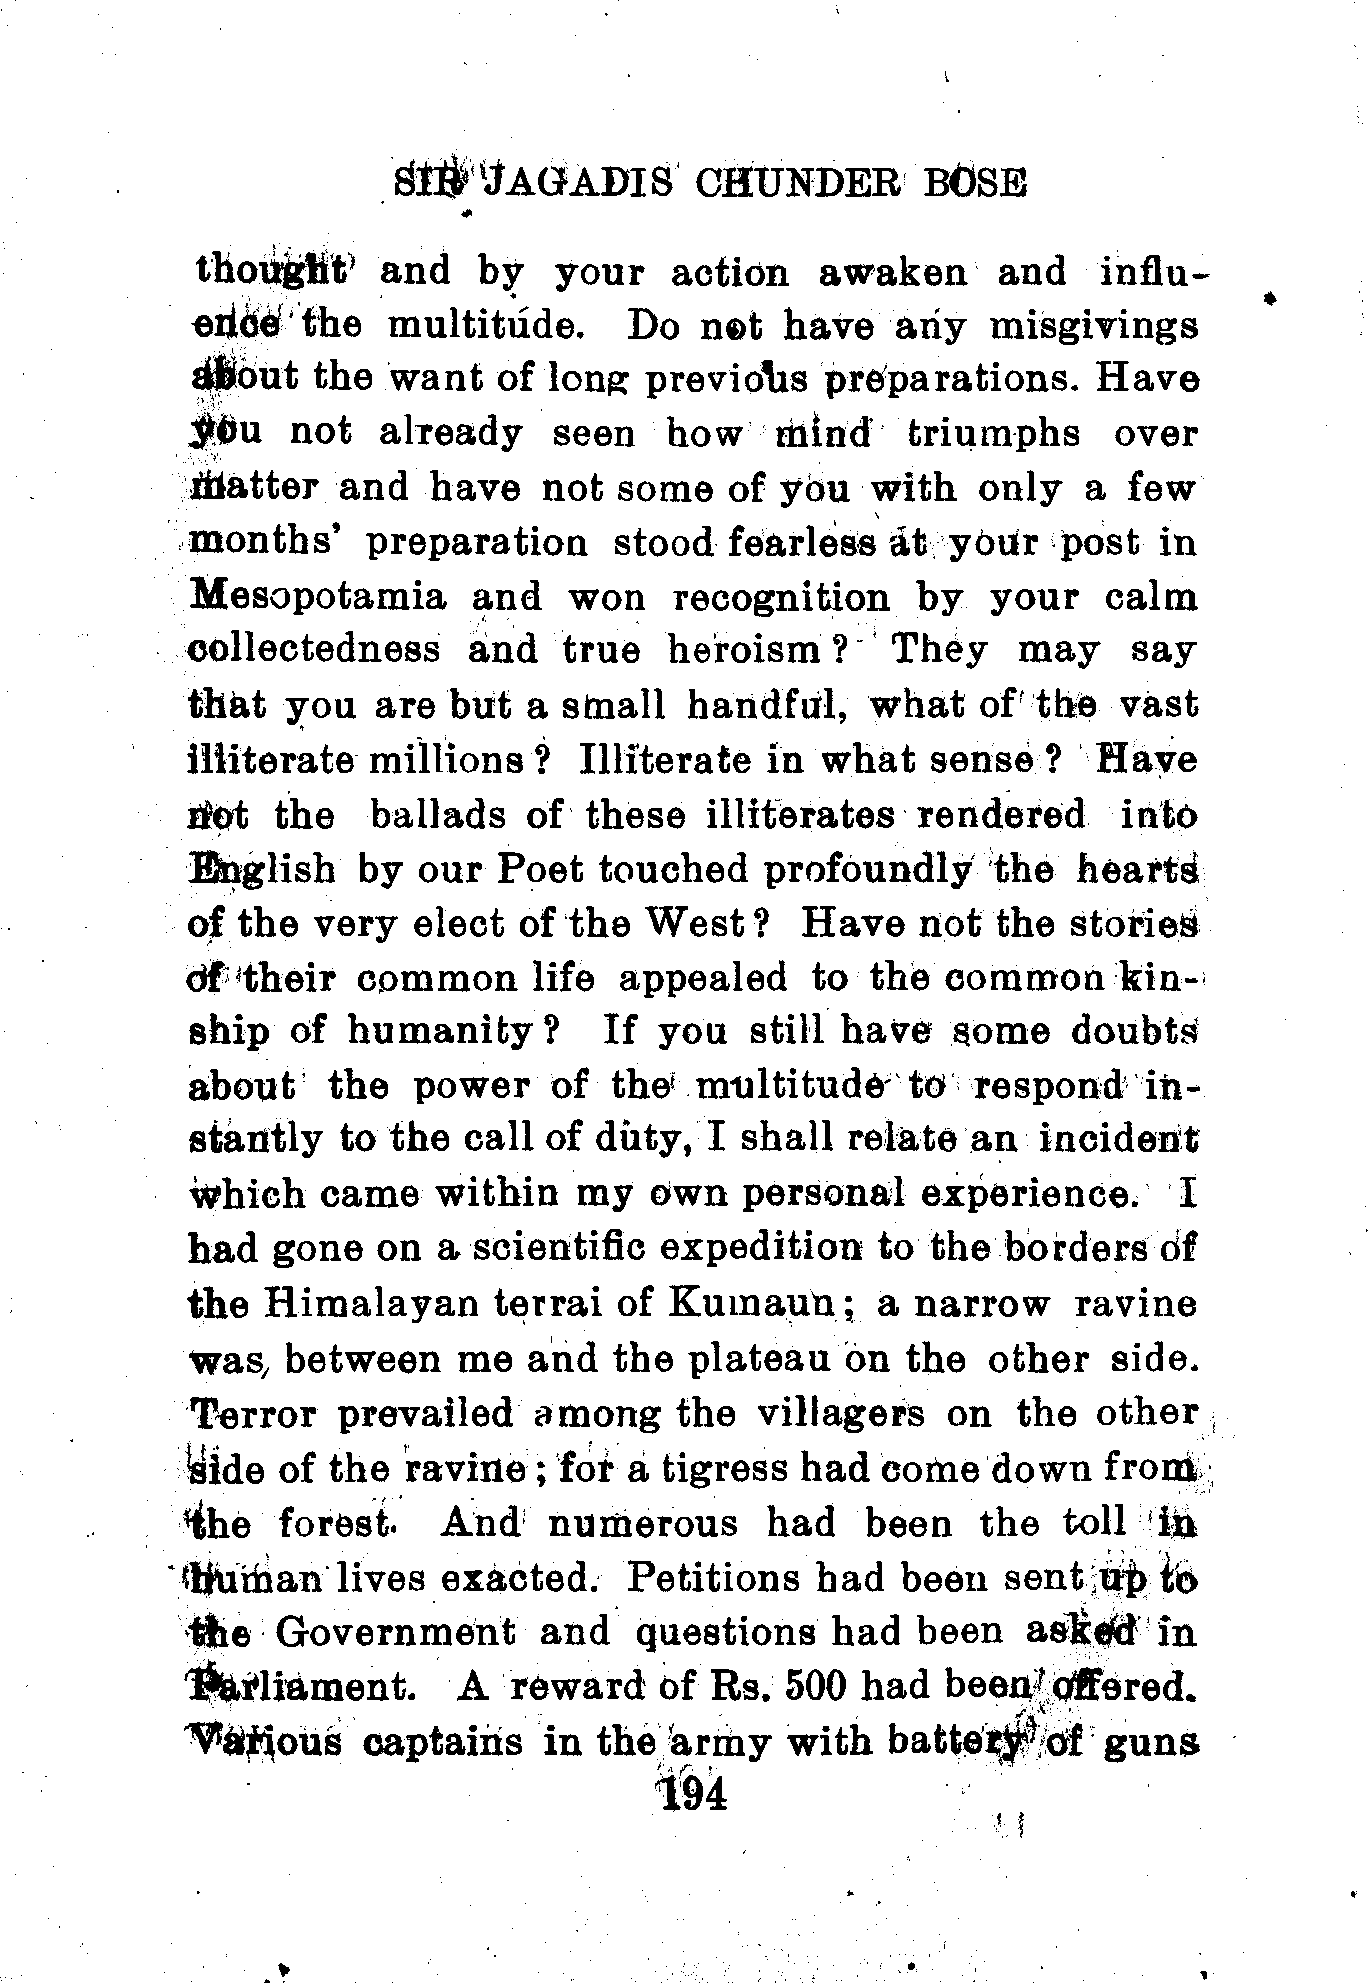 SIR JAGADIS CHUNDER BOSE
thought and by your action awaken and influ-
ence the multitude. Do not have any misgivings
about the want of long previous preparations. Have
you not already seen how mind triumphs over
matter and have not some of you with only a few
months' preparation stood fearless at your post in
Mesopotamia and won recognition by your calm
collectedness and true heroism? They may say
that you are but a small handful, what of the vast
illiterate millions? Illiterate in what sense? Have
not the ballads of these illiterates rendered into
English by our Poet touched profoundly the hearts
of the very elect of the West? Have not the stories
of their common life appealed to the common kin-
ship of humanity? If you still have some doubts
about the power of the multitude to respond in-
stantly to the call of duty, I shall relate an incident
which came within my own personal experience. I
had gone on a scientific expedition to the borders of
the Himalayan terrai of Kumaun; a narrow ravine
was, between me and the plateau on the other side.
Terror prevailed among the villagers on the other
side of the ravine; for a tigress had come down from
the forest. And numerous had been the toll in
human lives exacted. Petitions had been sent up to
the Government and questions had been asked in
Parliament. A reward of Rs. 500 had been offered.
Various captains in the army with battery of guns
194